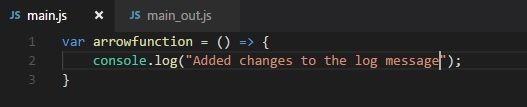 JS main.js × JS main_out.js
1 var arrowfunction = () => {
2 console.log("Added changes to the log message");
3 }